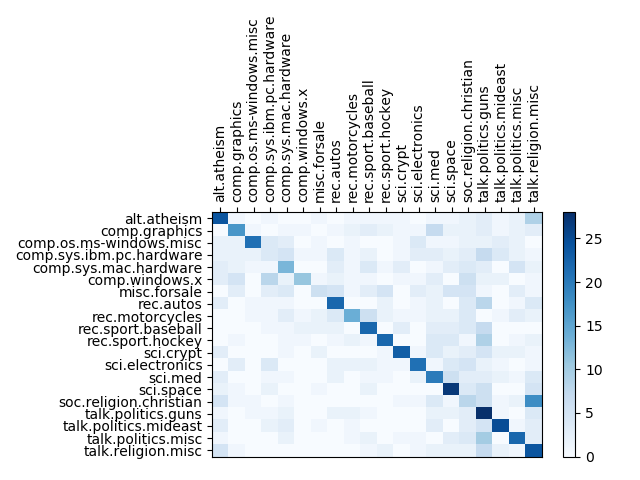 alt.atheism
comp.graphics
comp.os.ms-windows.misc
comp.sys.ibm.pc.hardware
comp.sys.mac.hardware
comp.windows.x
misc.forsale
rec.autos
rec.motorcycles
rec.sport.baseball
rec.sport.hockey
sci.crypt
sci.electronics
sci.med
sci.space
soc.religion.christian
talk.politics.guns
talk.politics.mideast
talk.politics.misc
talk.religion.misc
alt.atheism
comp.graphics
comp.os.ms-windows.misc
comp.sys.ibm.pc.hardware
comp.sys.mac.hardware
comp.windows.x
misc.forsale
rec.autos
rec.motorcycles
rec.sport.baseball
rec.sport.hockey
sci.crypt
sci.electronics
sci.med
sci.space
soc.religion.christian
talk.politics.guns
talk.politics.mideast
talk.politics.misc
talk.religion.misc
25
20
15
10
5
0